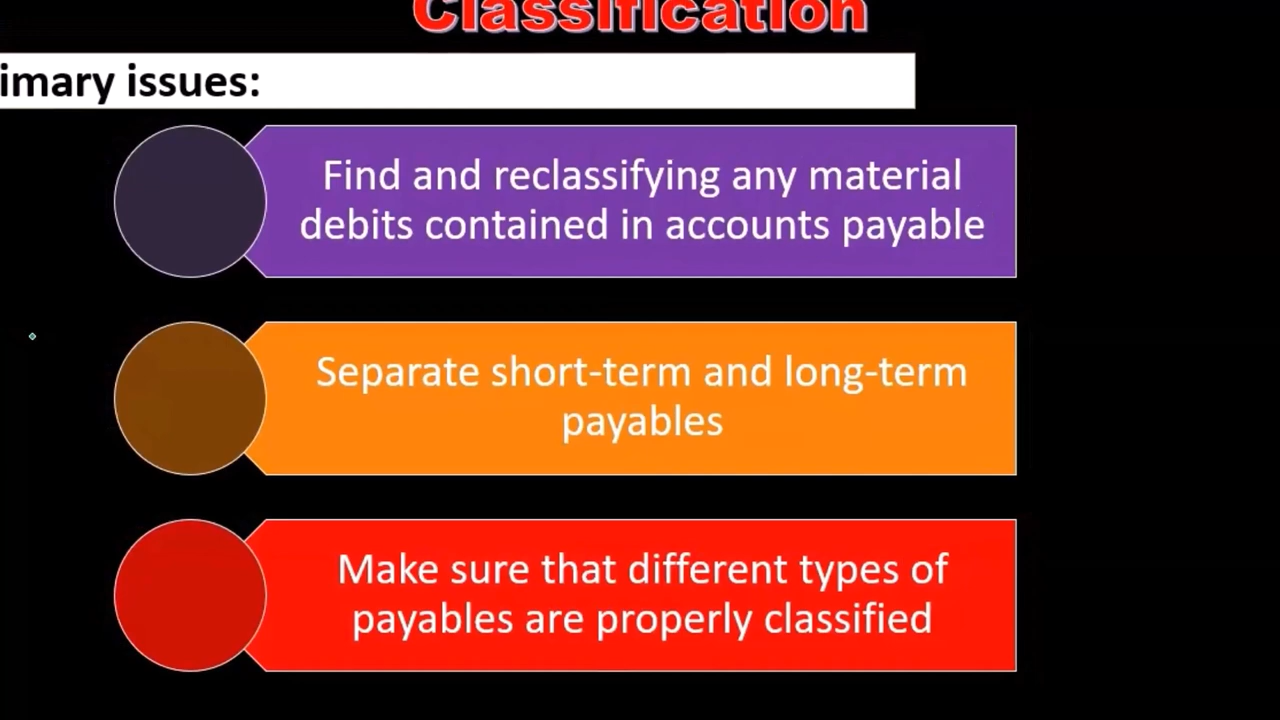 Classification
imary issues:
Find and reclassifying any material
debits contained in accounts payable
Separate short-term and long-term
payables
Make sure that different types of
payables are properly classified